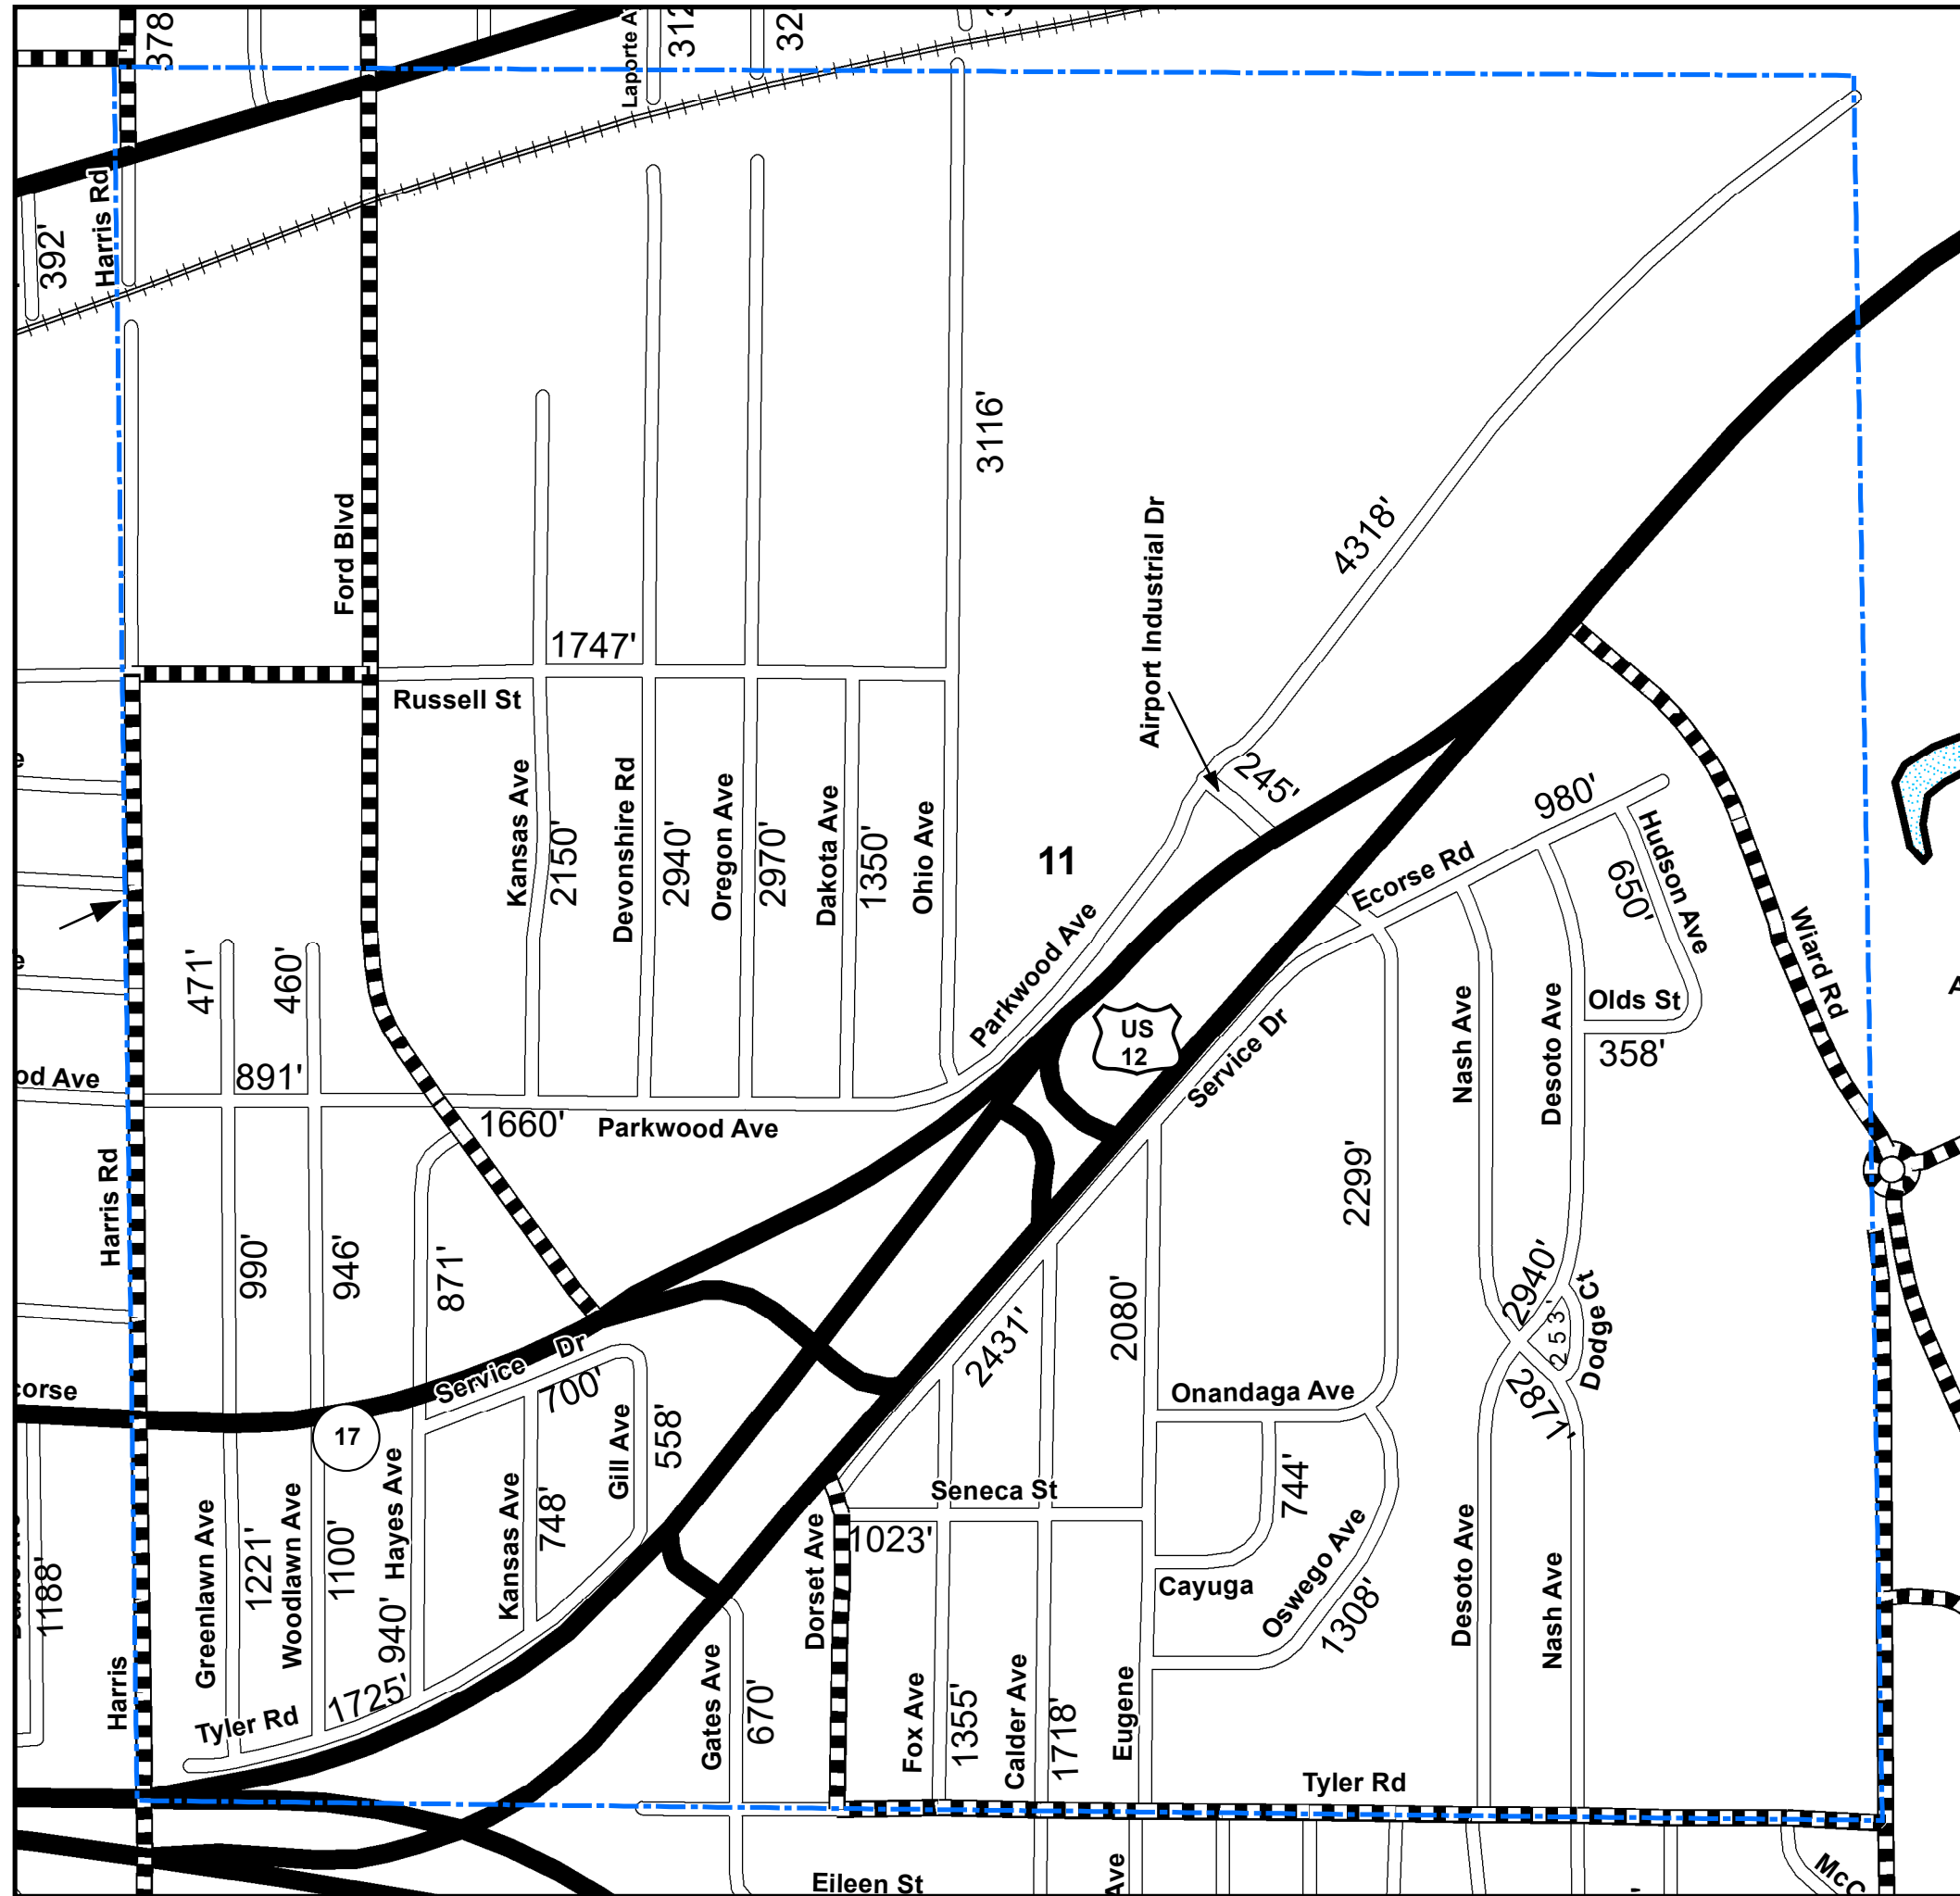 378'
Laporte A
312
32
392'
Harris Rd
Ford Blvd
3116'
4318'
Airport Industrial Dr
1747'
Russell St
245'
980'
Kansas Ave
2150'
Devonshire Rd
2940'
Oregon Ave
2970'
Dakota Ave
1350'
Ohio Ave
11
Ecorse Rd
650'
Hudson Ave
Wiard Rd
471'
460'
Parkwood Ave
US
12
Service Dr
Nash Ave
Desoto Ave
Olds St
358'
A
od Ave
891'
1660'
Parkwood Ave
Harris Rd
990'
946'
871'
2299'
2080'
2940'
253'
Dodge Ct
2871'
Service Dr
700'
2431'
Onandaga Ave
corse
17
Gill Ave
558'
Seneca St
1023'
744'
Kansas Ave
748'
Hayes Ave
940'
Greenlawn Ave
1221'
Woodlawn Ave
1100'
1188'
Dorset Ave
Cayuga
Oswego Ave
1308'
Desoto Ave
Nash Ave
Harris
Tyler Rd
1725'
Gates Ave
670'
Fox Ave
1355'
Calder Ave
1718'
Eugene
Tyler Rd
Eileen St
Ave
McC